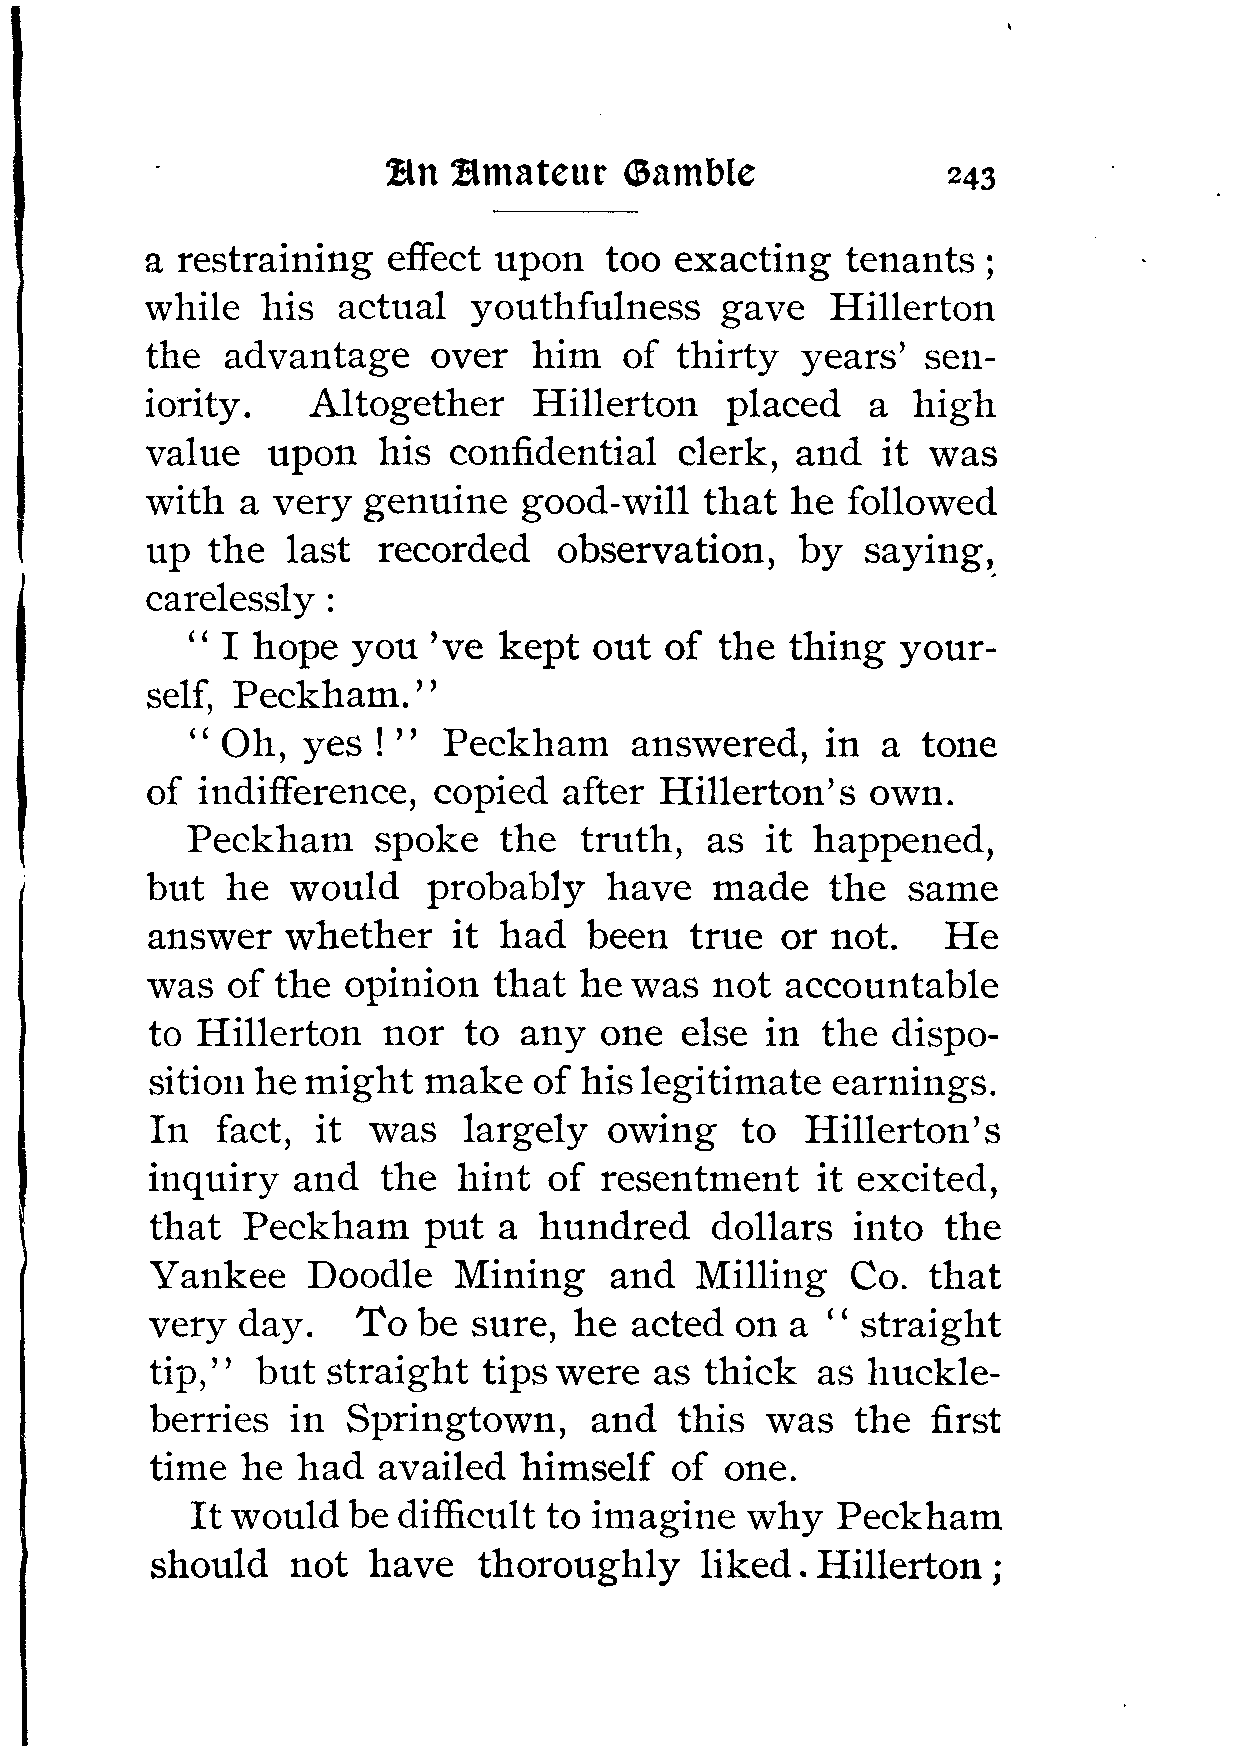 An Amateur Gamble 243
a restraining effect upon too exacting tenants ;
while his actual youthfulness gave Hillerton
the advantage over him of thirty years' sen-
iority. Altogether Hillerton placed a high
value upon his confidential clerk, and it was
with a very genuine good-will that he followed
up the last recorded observation, by saying,
carelessly :
" I hope you 've kept out of the thing your-
self, Peckham."
" Oh, yes ! " Peckham answered, in a tone
of indifference, copied after Hillerton's own.
Peckham spoke the truth, as it happened,
but he would probably have made the same
answer whether it had been true or not. He
was of the opinion that he was not accountable
to Hillerton nor to any one else in the dispo-
sition he might make of his legitimate earnings.
In fact, it was largely owing to Hillerton's
inquiry and the hint of resentment it excited,
that Peckham put a hundred dollars into the
Yankee Doodle Mining and Milling Co. that
very day. To be sure, he acted on a " straight
tip," but straight tips were as thick as huckle-
berries in Springtown, and this was the first
time he had availed himself of one.
It would be difficult to imagine why Peckham
should not have thoroughly liked. Hillerton ;